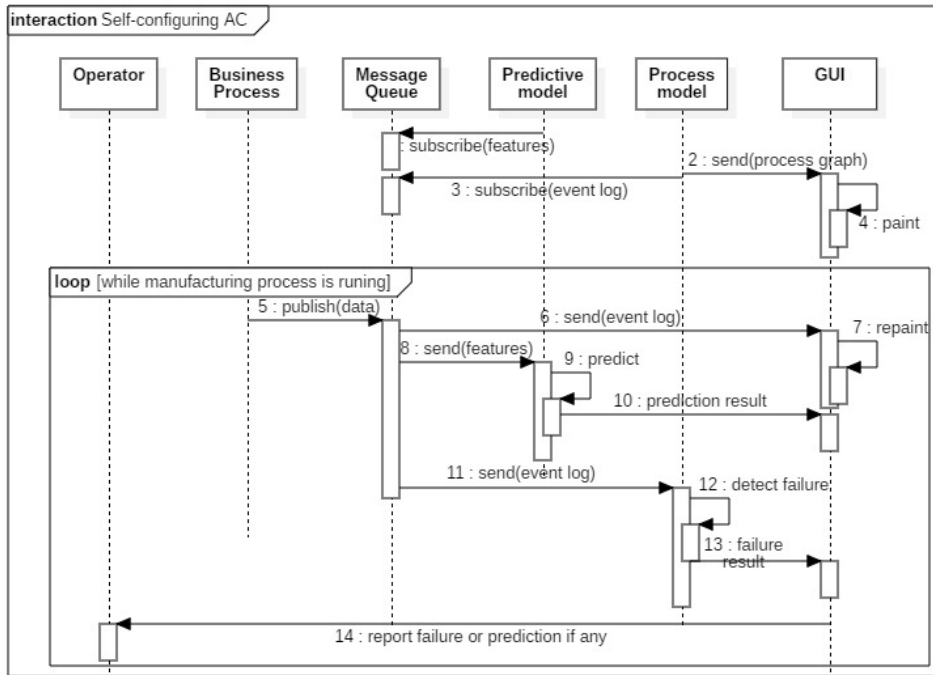 interaction Self-configuring AC
Operator
Business
Process
Message
Queue
Predictive
model
Process
model
GUI
: subscribe(features)
2 : send(process graph)
3 : subscribe(event log)
4 : paint
loop [while manufacturing process is runing]
5 : publish(data)
6 : send(event log)
7 : repaint
8 : send(features)
9 : predict
10 : prediction result
11 : send(event log)
12 : detect failure
13 : failure
result
14 : report failure or prediction if any